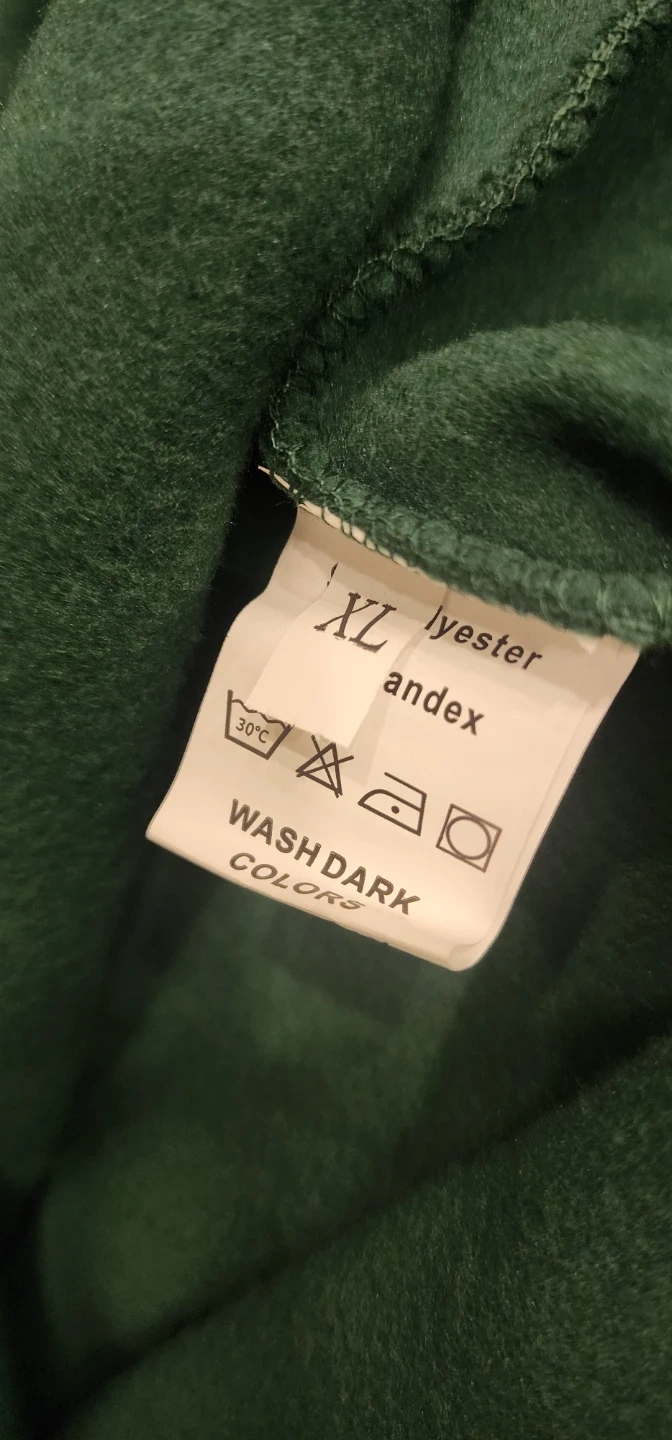 XL
lyester
andex
30°C
WASH DARK
COLORS